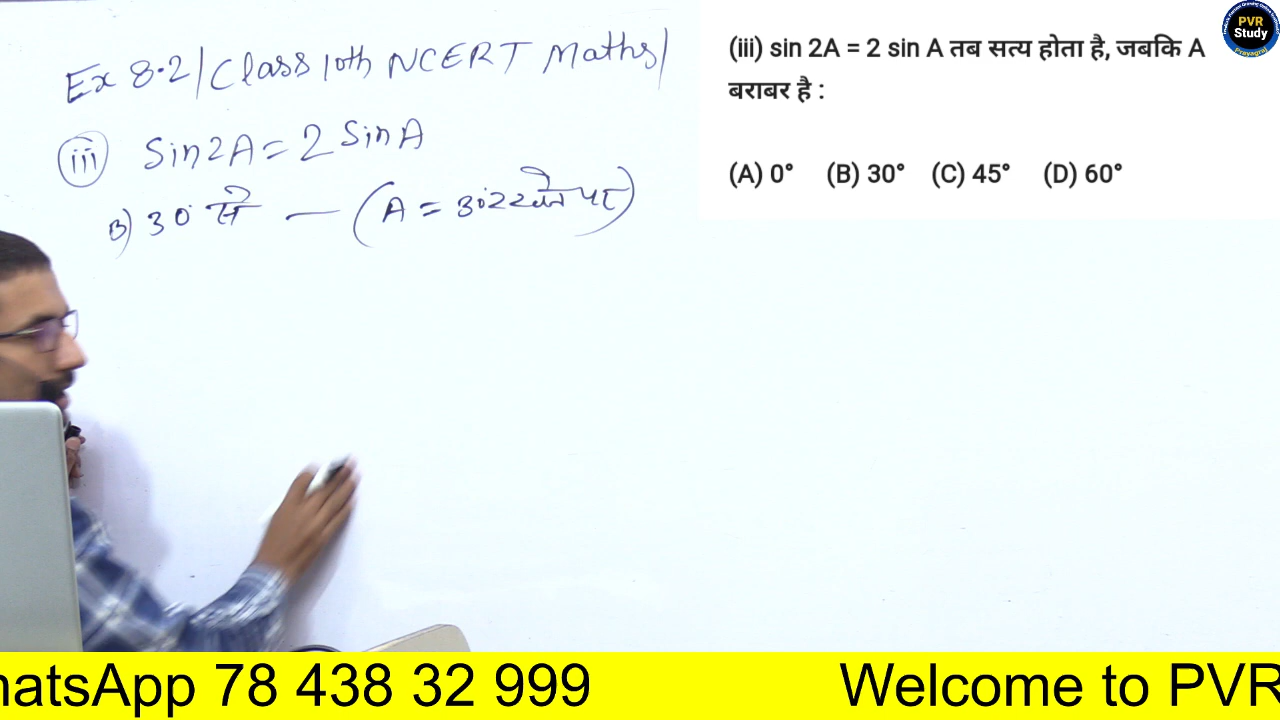 Ex 8.2/Class 10th NCERT Maths/
iii Sin2A = 2 SinA
B) 30° से — (A = 30° रखने पर)
(iii) sin 2A = 2 sin A तब सत्य होता है, जबकि A
बराबर है :
(A) 0° (B) 30° (C) 45° (D) 60°
PVR
Study
Prayagraj
hatsApp 78 438 32 999 Welcome to PVR